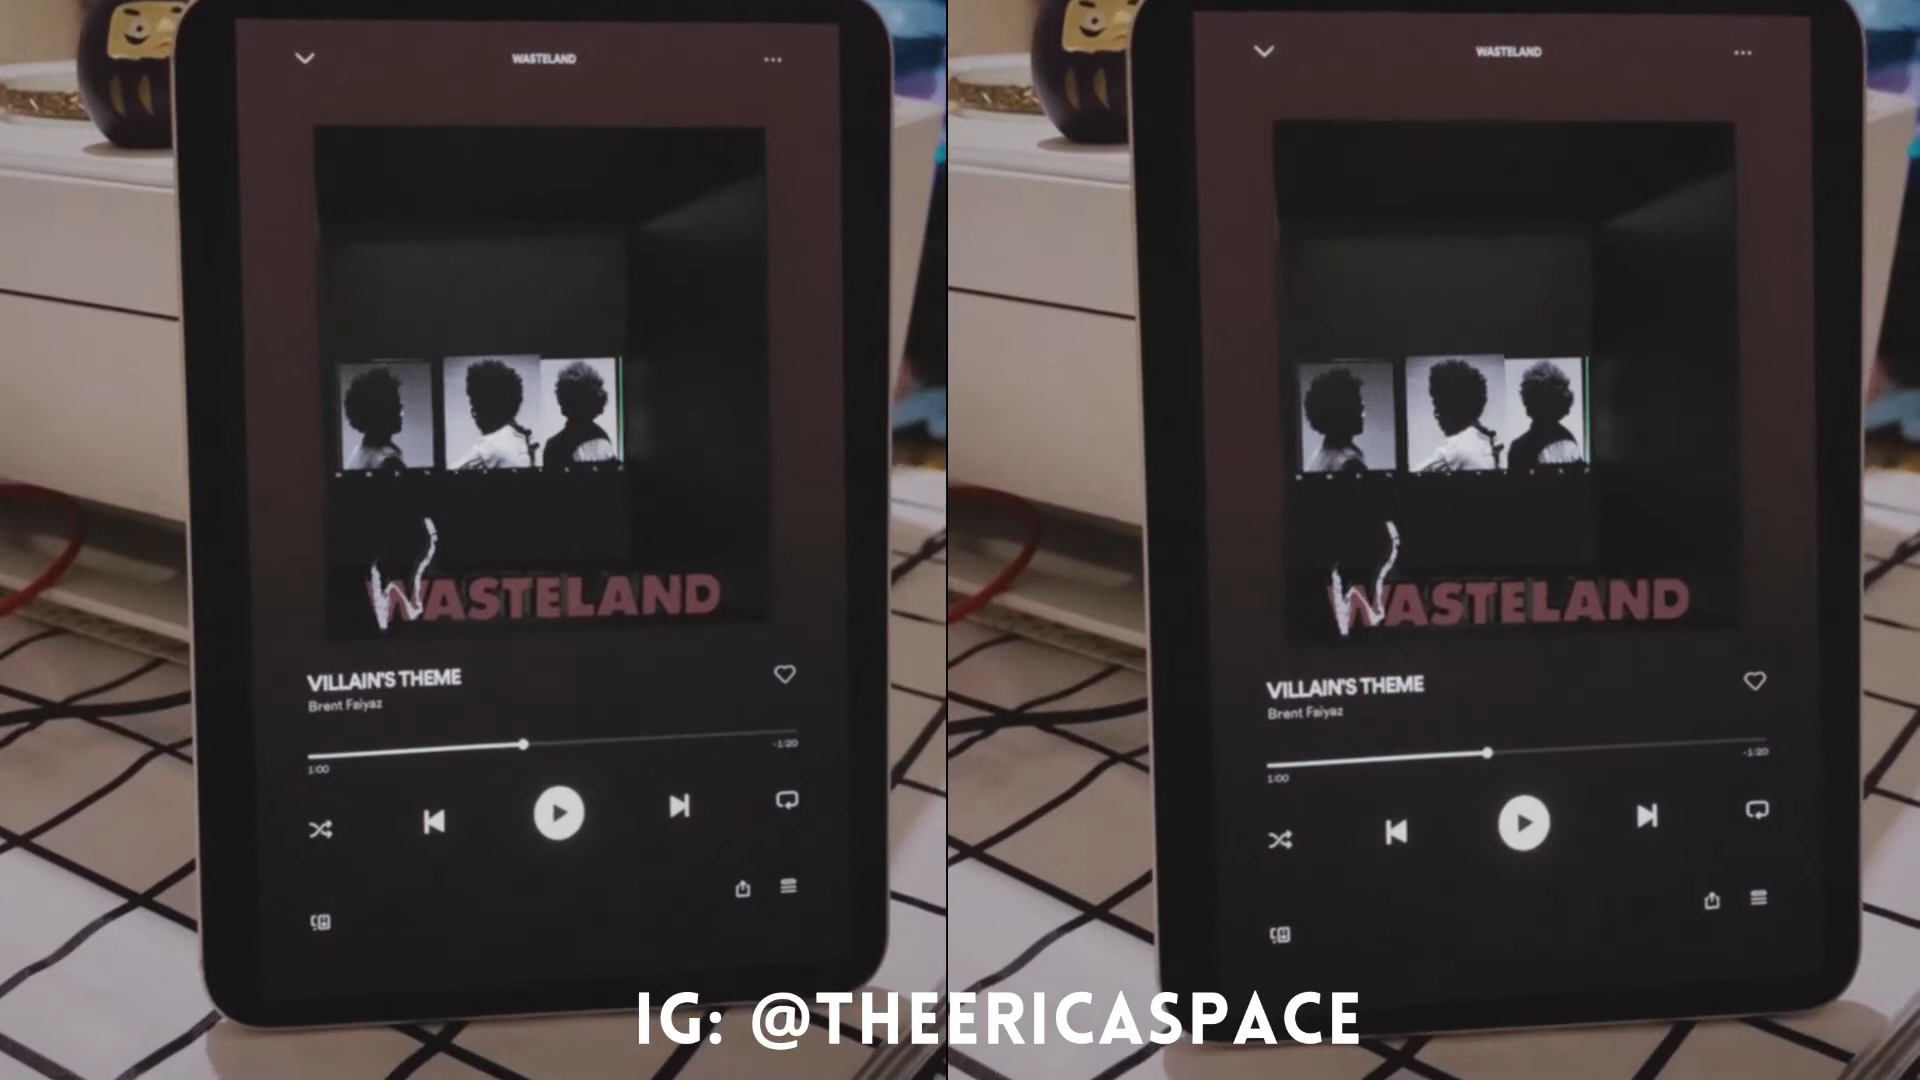 WASTELAND
WASTELAND
VILLAIN'S THEME
Brent Faiyaz
1:00
-1:20
WASTELAND
WASTELAND
VILLAIN'S THEME
Brent Faiyaz
1:00
-1:20
IG: @THEERICASPACE